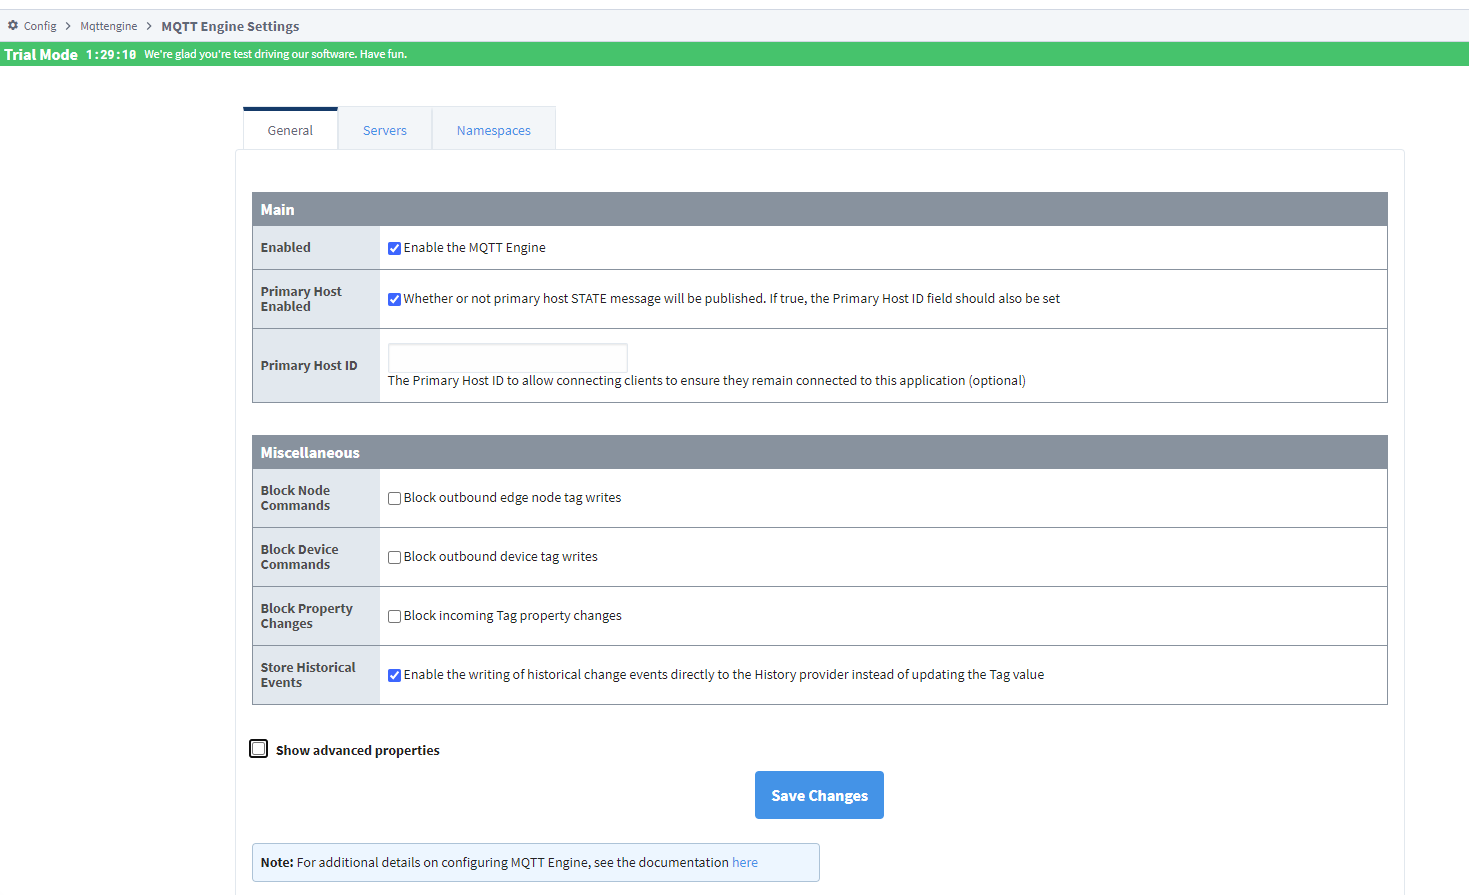 Config > Mqttengine > MQTT Engine Settings
Trial Mode 1:29:10 We're glad you're test driving our software. Have fun.
General Servers Namespaces
Main
Enabled
Enable the MQTT Engine
Primary Host
Enabled
Whether or not primary host STATE message will be published. If true, the Primary Host ID field should also be set
Primary Host ID
The Primary Host ID to allow connecting clients to ensure they remain connected to this application (optional)
Miscellaneous
Block Node
Commands
Block outbound edge node tag writes
Block Device
Commands
Block outbound device tag writes
Block Property
Changes
Block incoming Tag property changes
Store Historical
Events
Enable the writing of historical change events directly to the History provider instead of updating the Tag value
Show advanced properties
Save Changes
Note: For additional details on configuring MQTT Engine, see the documentation here